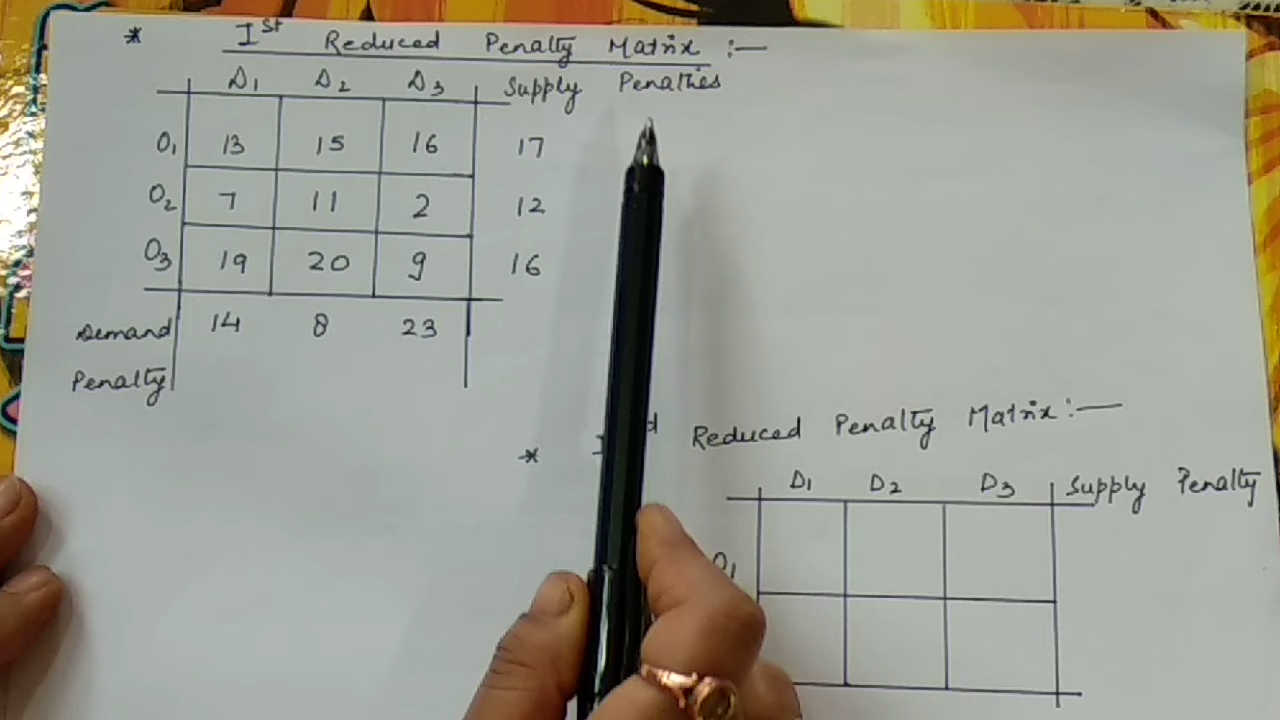 * Ist Reduced Penalty Matrix :—
D1 D2 D3 Supply Penalties
O1 13 15 16 17
O2 7 11 2 12
O3 19 20 9 16
Demand 14 8 23
Penalty
* Reduced Penalty Matrix :—
D1 D2 D3 Supply Penalty
O1